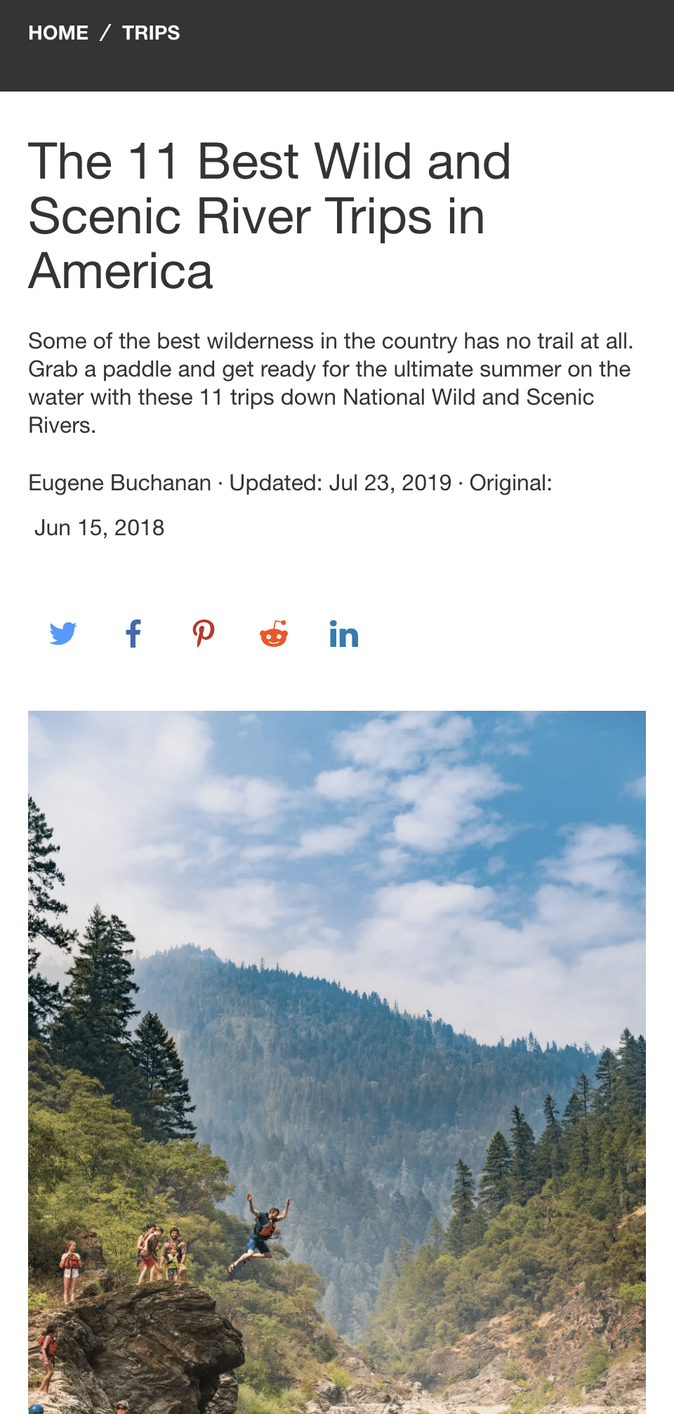 HOME / TRIPS
The 11 Best Wild and
Scenic River Trips in
America
Some of the best wilderness in the country has no trail at all.
Grab a paddle and get ready for the ultimate summer on the
water with these 11 trips down National Wild and Scenic
Rivers.
Eugene Buchanan · Updated: Jul 23, 2019 · Original:
Jun 15, 2018